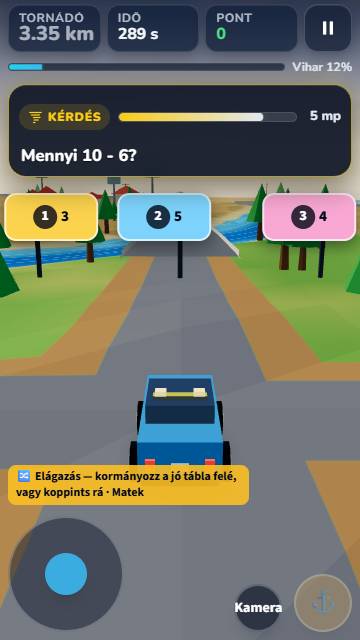 TORNÁDÓ
3.35 km
IDŐ
289 s
PONT
0
Vihar 12%
KÉRDÉS
5 mp
Mennyi 10 - 6?
1 3
2 5
3 4
Elágazás — kormányozz a jó tábla felé,
vagy koppints rá · Matek
Kamera